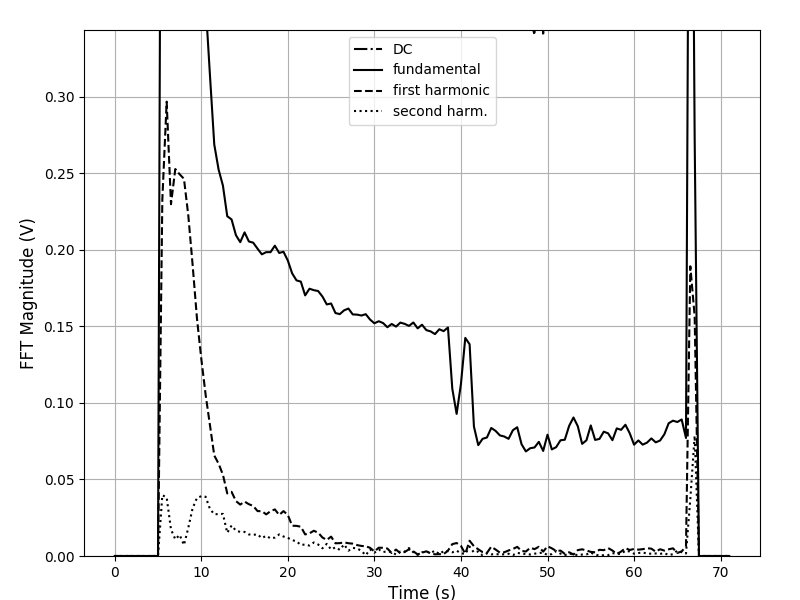 DC
fundamental
first harmonic
second harm.
FFT Magnitude (V)
0.30
0.25
0.20
0.15
0.10
0.05
0.00
0 10 20 30 40 50 60 70
Time (s)